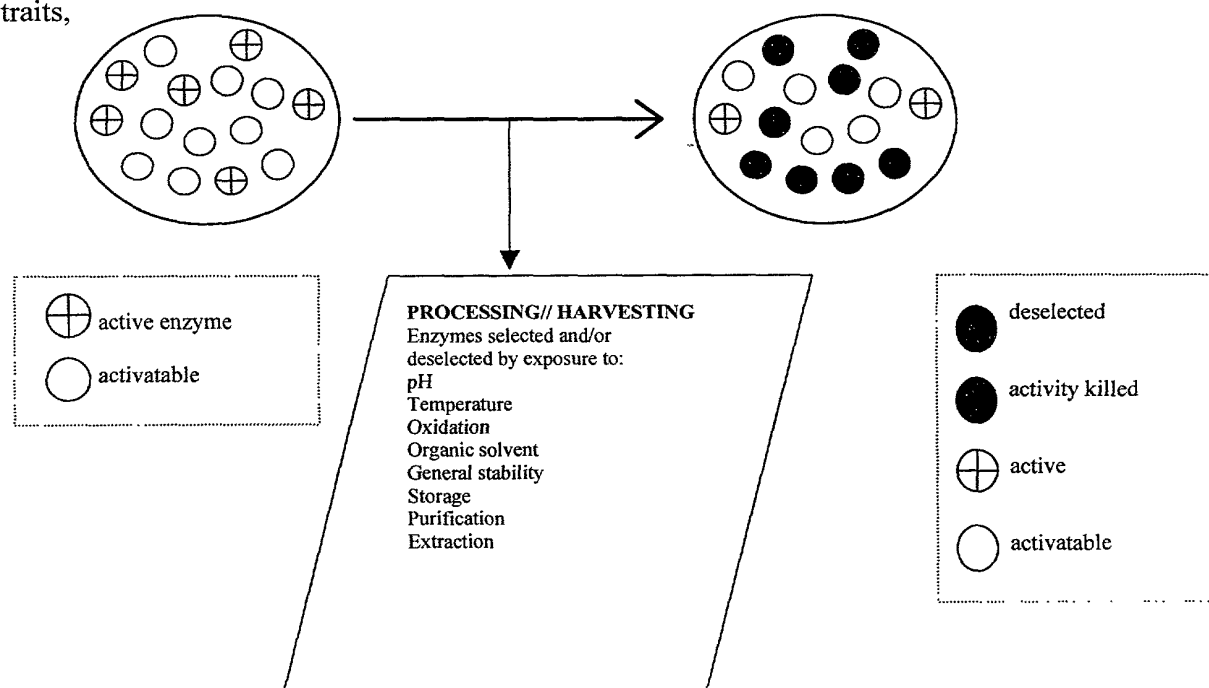 traits,
active enzyme
activatable
PROCESSING// HARVESTING
Enzymes selected and/or
deselected by exposure to:
pH
Temperature
Oxidation
Organic solvent
General stability
Storage
Purification
Extraction
deselected
activity killed
active
activatable